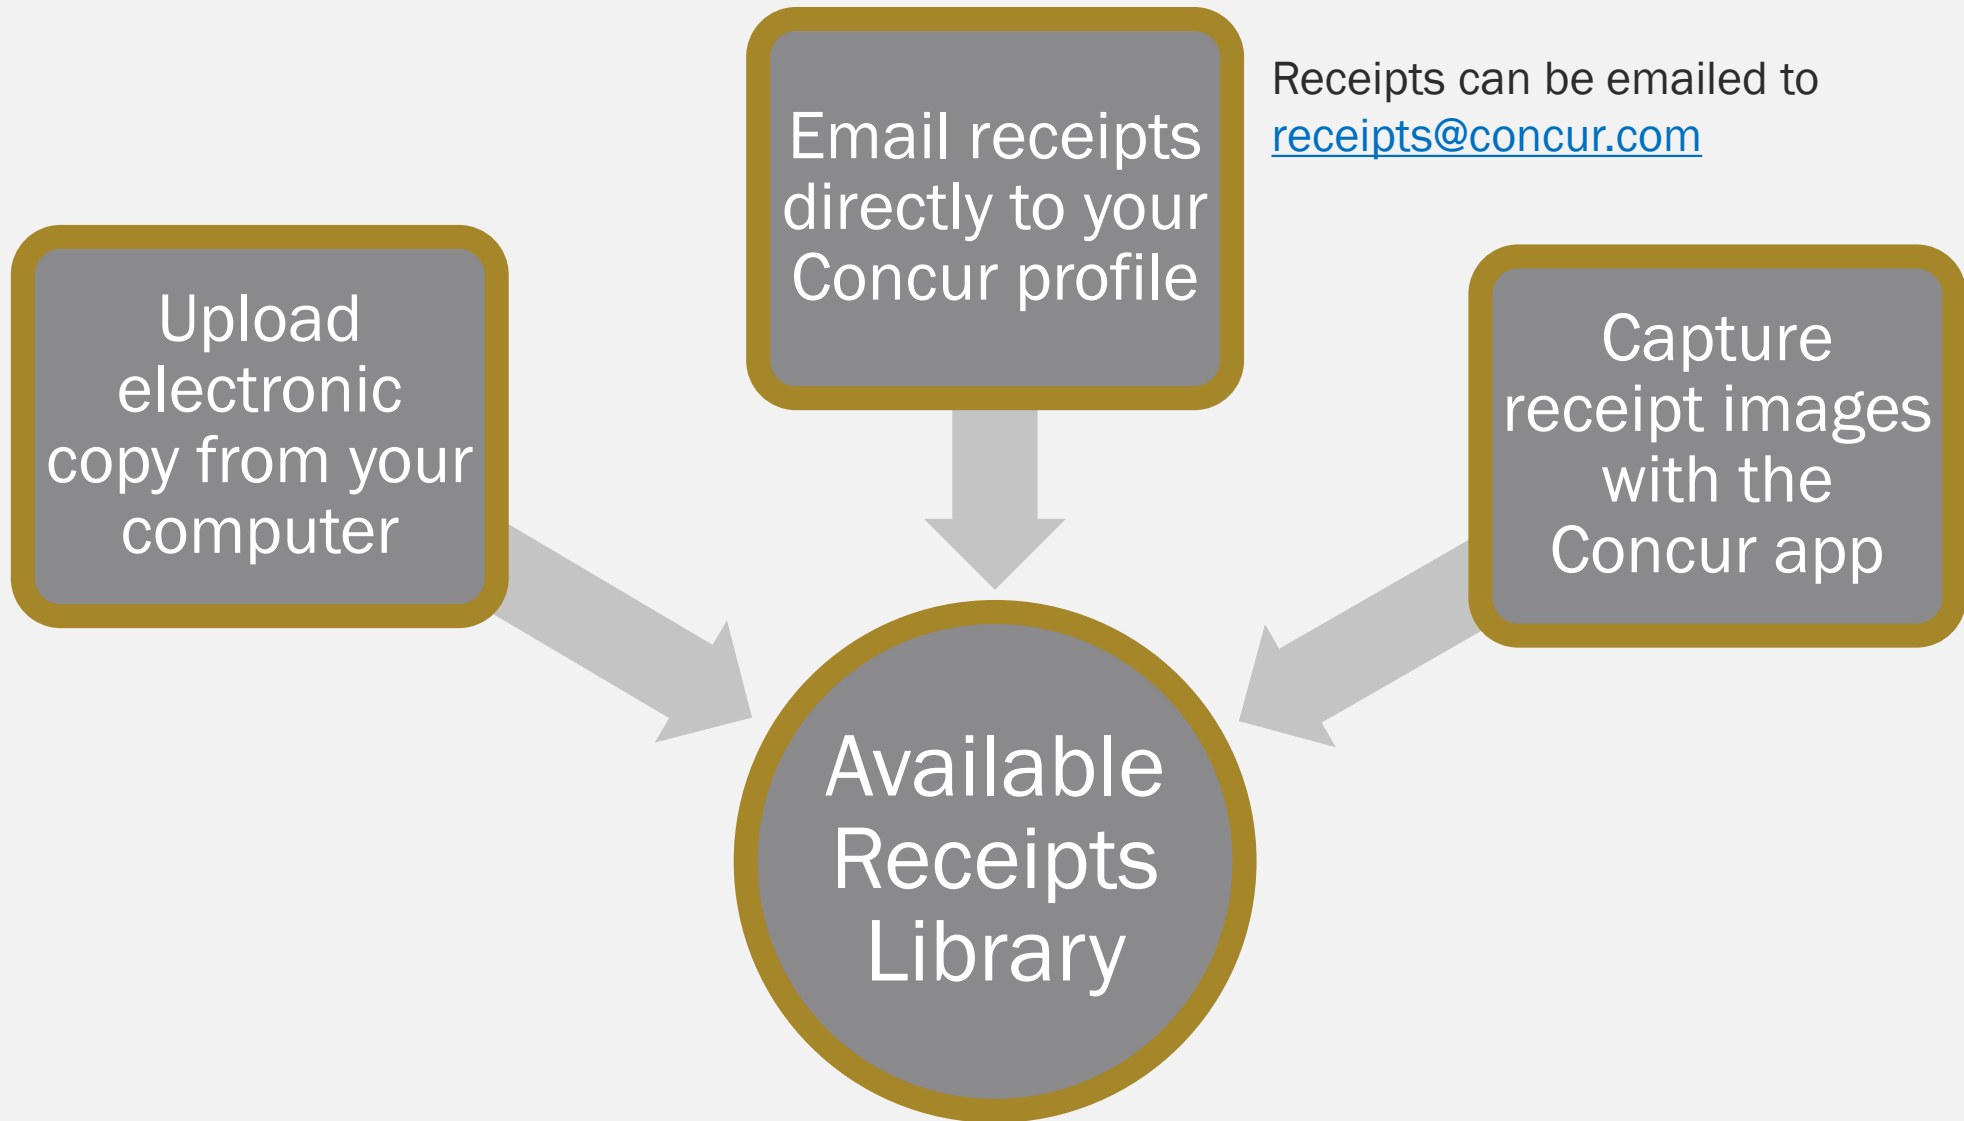 Email receipts
directly to your
Concur profile
Receipts can be emailed to
receipts@concur.com
Upload
electronic
copy from your
computer
Capture
receipt images
with the
Concur app
Available
Receipts
Library